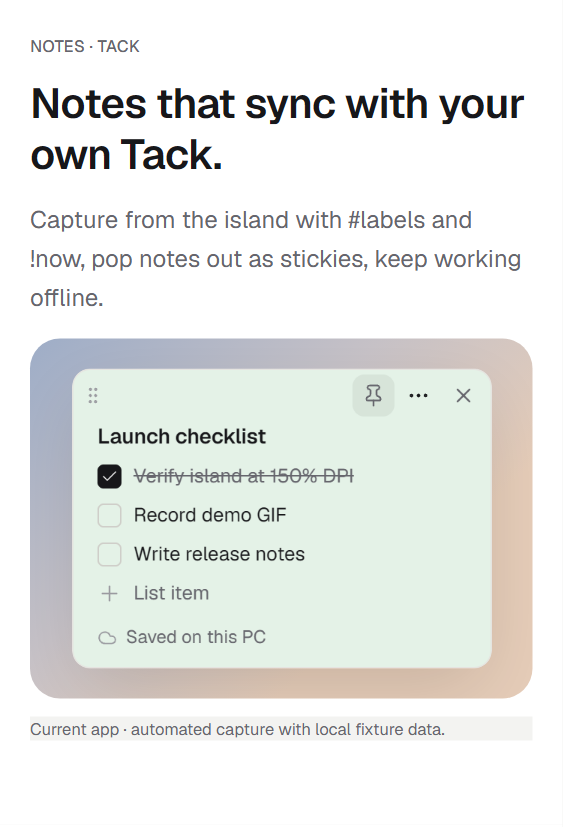 NOTES · TACK
Notes that sync with your
own Tack.
Capture from the island with #labels and
!now, pop notes out as stickies, keep working
offline.
Launch checklist
Verify island at 150% DPI
Record demo GIF
Write release notes
List item
Saved on this PC
Current app · automated capture with local fixture data.